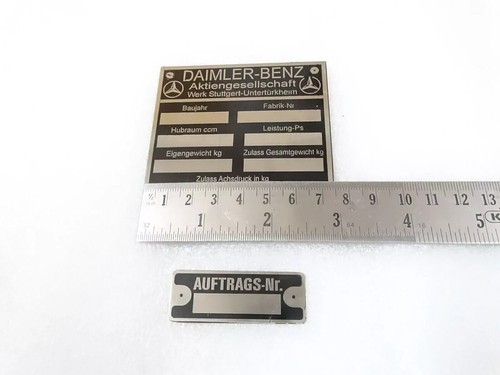 DAIMLER-BENZ
Aktiengesellschaft
Werk Stuttgert-Untertürkheim
Baujahr Fabrik-Nr
Hubraum ccm Leistung-Ps
Eigengewicht kg Zulass Gesamtgewicht kg
Zulass Achsdruck in kg
1 2 3 4 5 6 7 8 9 10 11 12 13
1 2 3 4 5
AUFTRAGS-Nr.